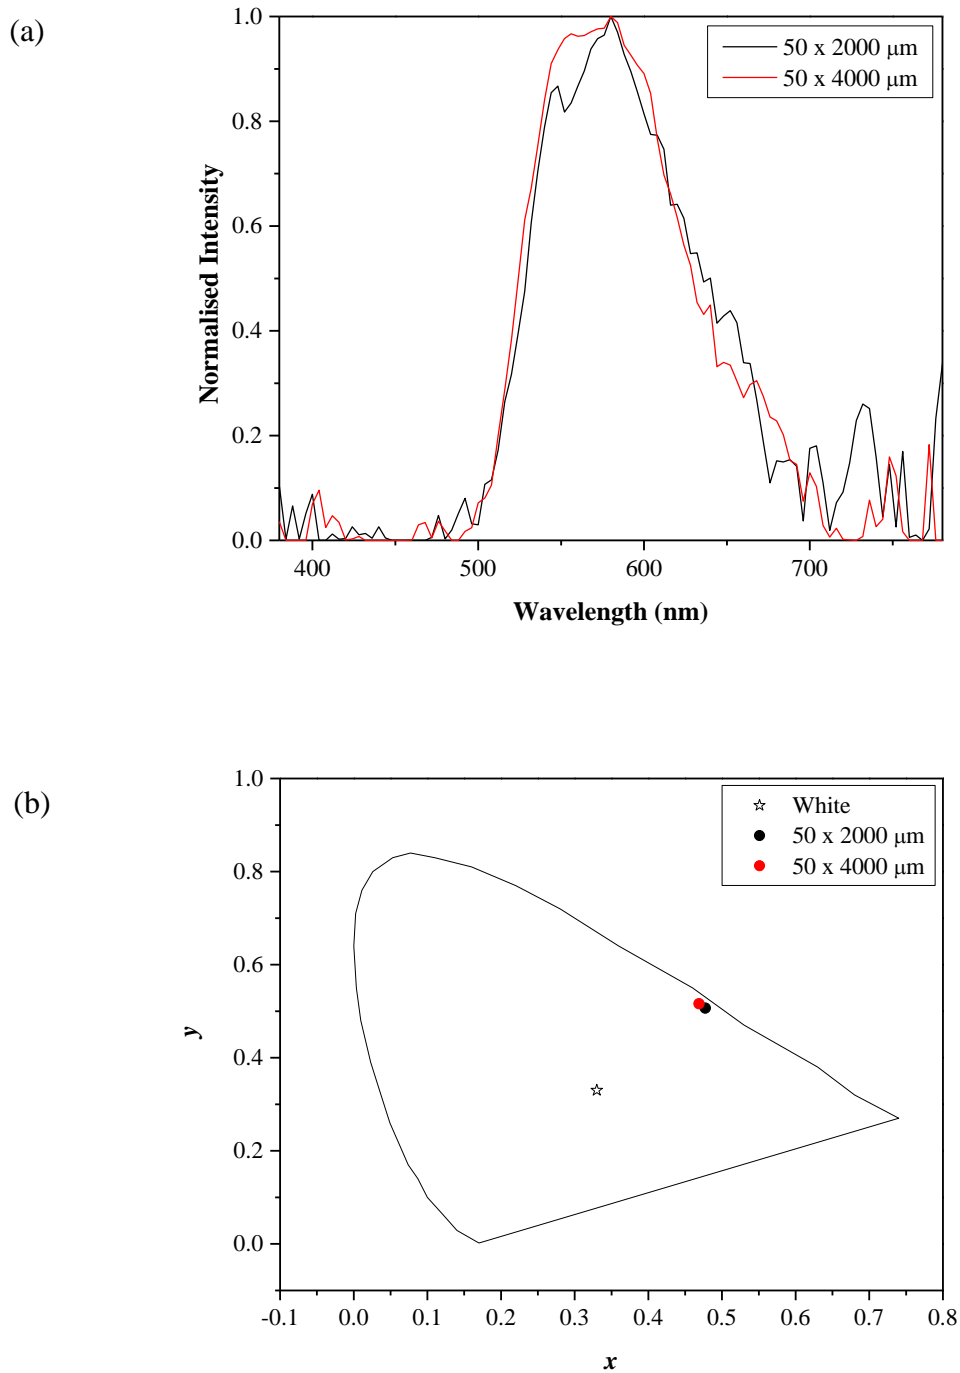 (a)
1.0
0.8
0.6
0.4
0.2
0.0
Normalised Intensity
50 x 2000 μm
50 x 4000 μm
400 500 600 700
Wavelength (nm)
(b)
1.0
0.8
0.6
0.4
0.2
0.0
y
White
50 x 2000 μm
50 x 4000 μm
-0.1 0.0 0.1 0.2 0.3 0.4 0.5 0.6 0.7 0.8
x